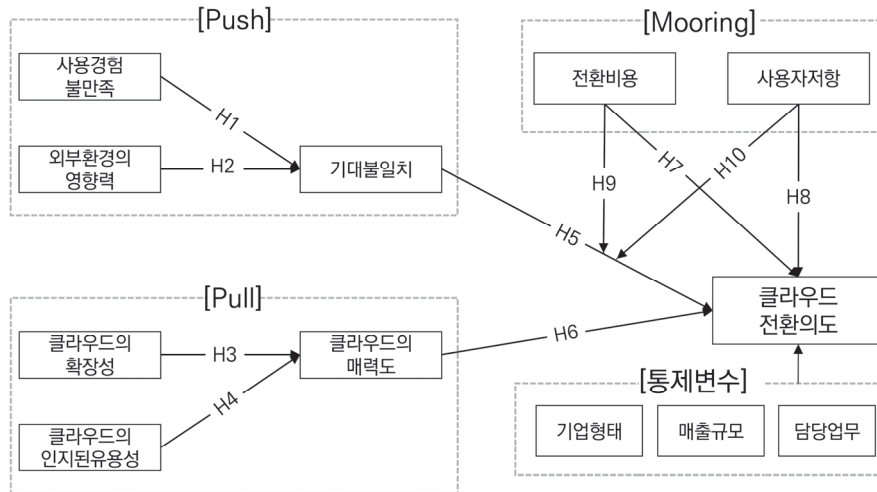 [Push]
사용경험
불만족
외부환경의
영향력
H1
H2
기대불일치
[Mooring]
전환비용
사용자저항
H7
H10
H9
H8
H5
클라우드
전환의도
[Pull]
클라우드의
확장성
클라우드의
인지된유용성
H3
H4
클라우드의
매력도
H6
[통제변수]
기업형태
매출규모
담당업무